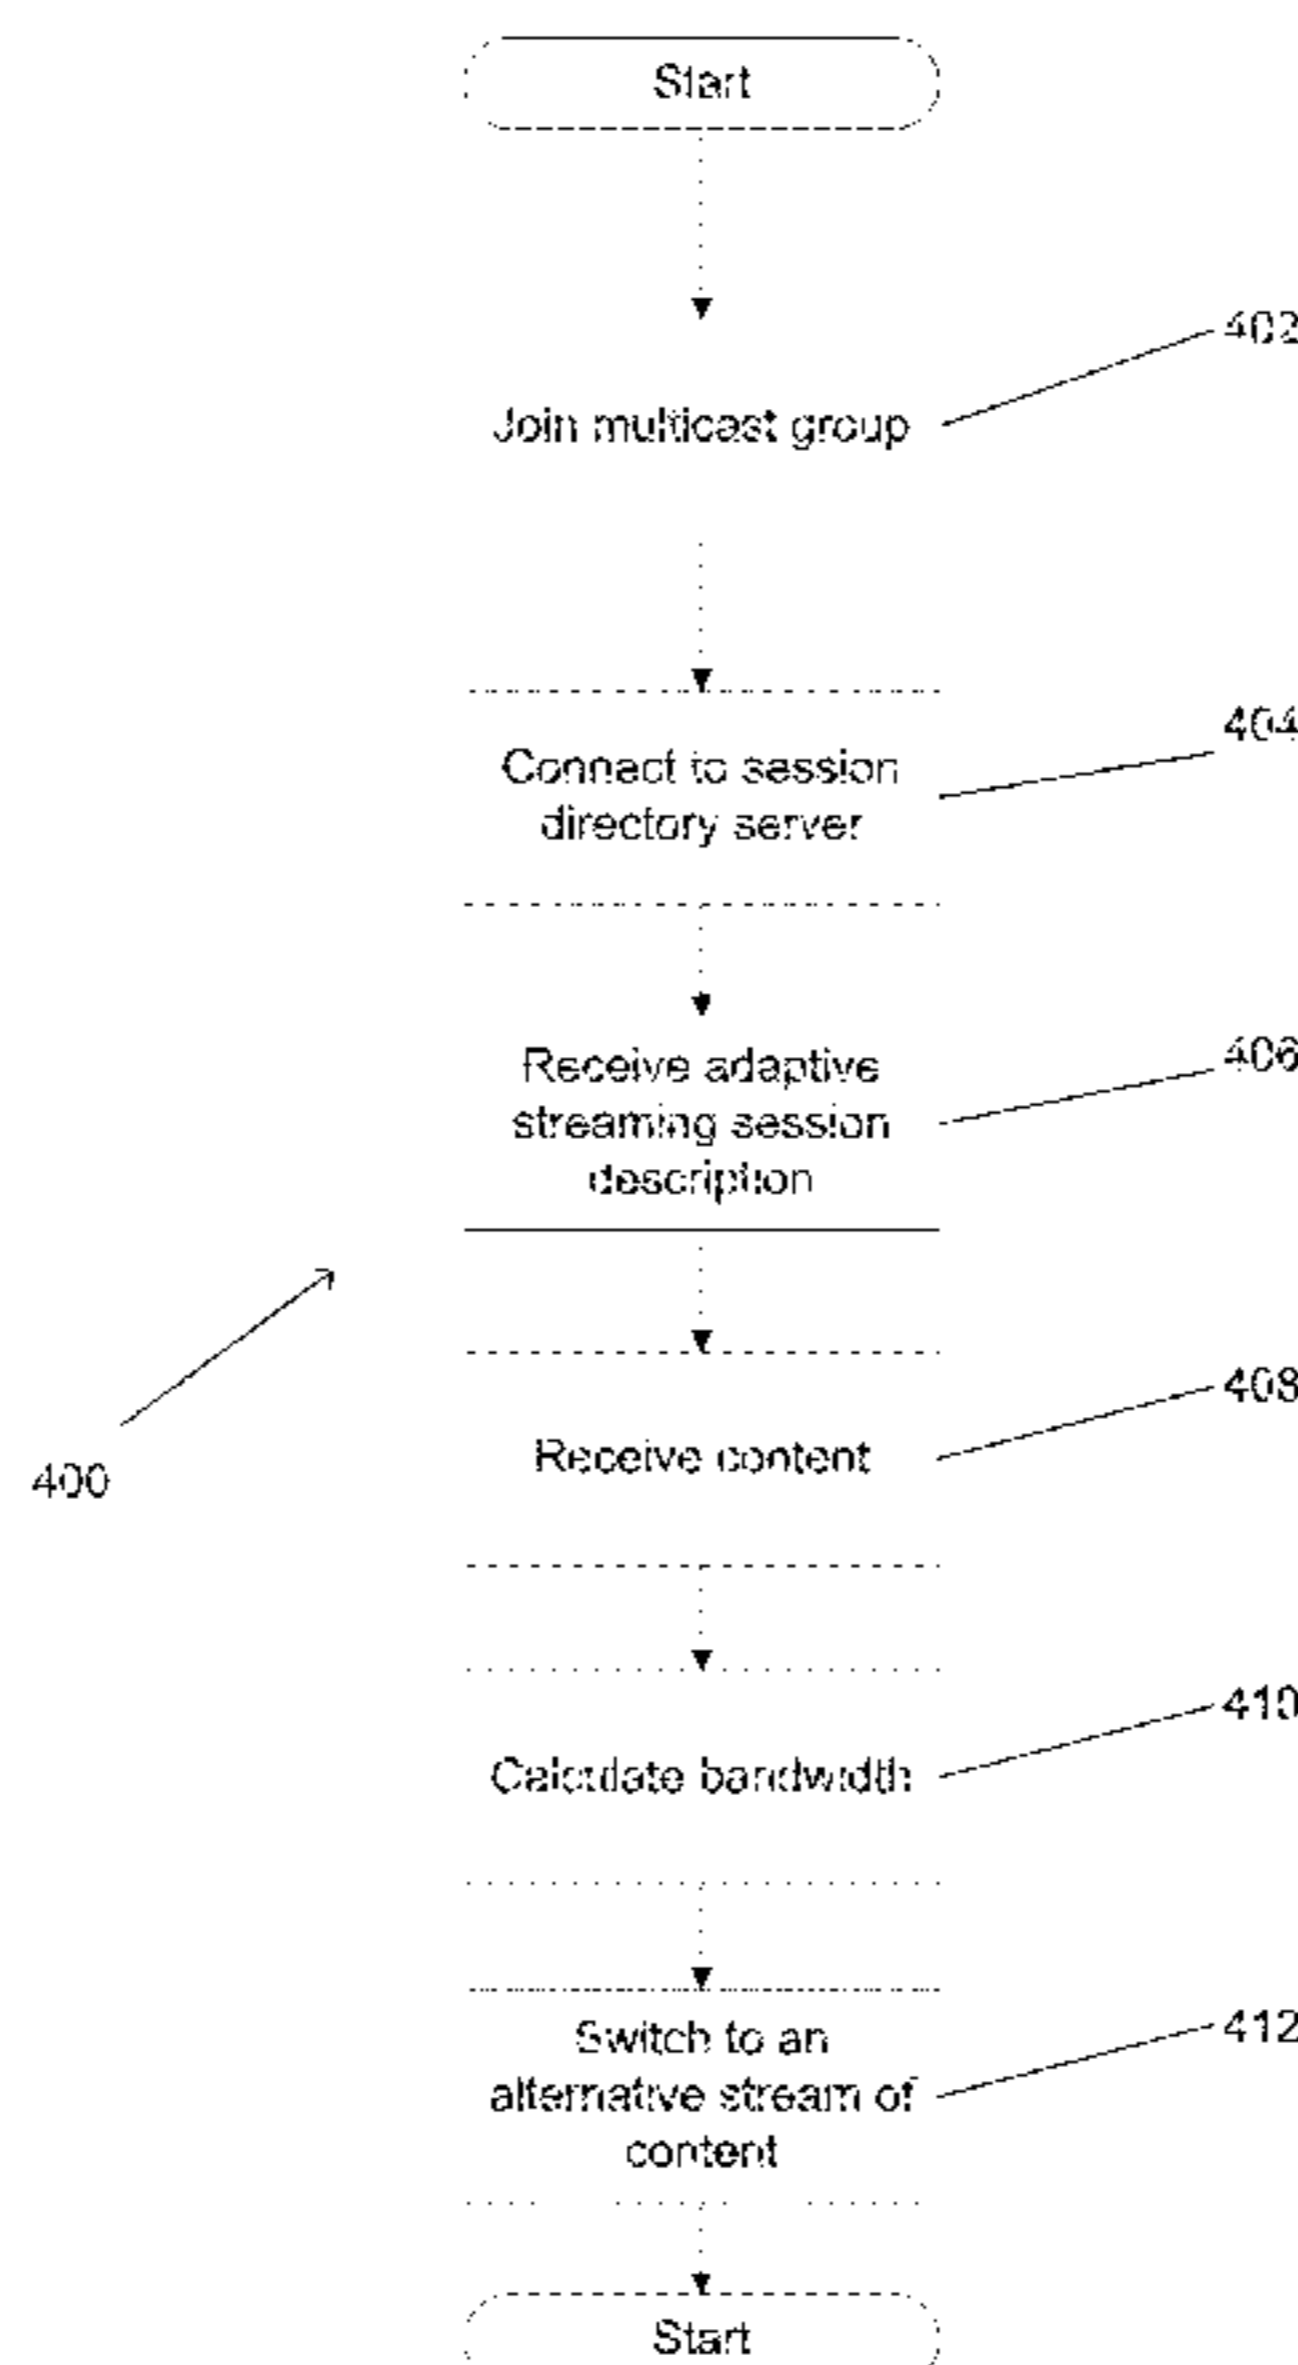 Start
402
Join multicast group
404
Connect to session
directory server
406
Receive adaptive
streaming session
description
408
Receive content
400
410
Calculate bandwidth
412
Switch to an
alternative stream of
content
Start